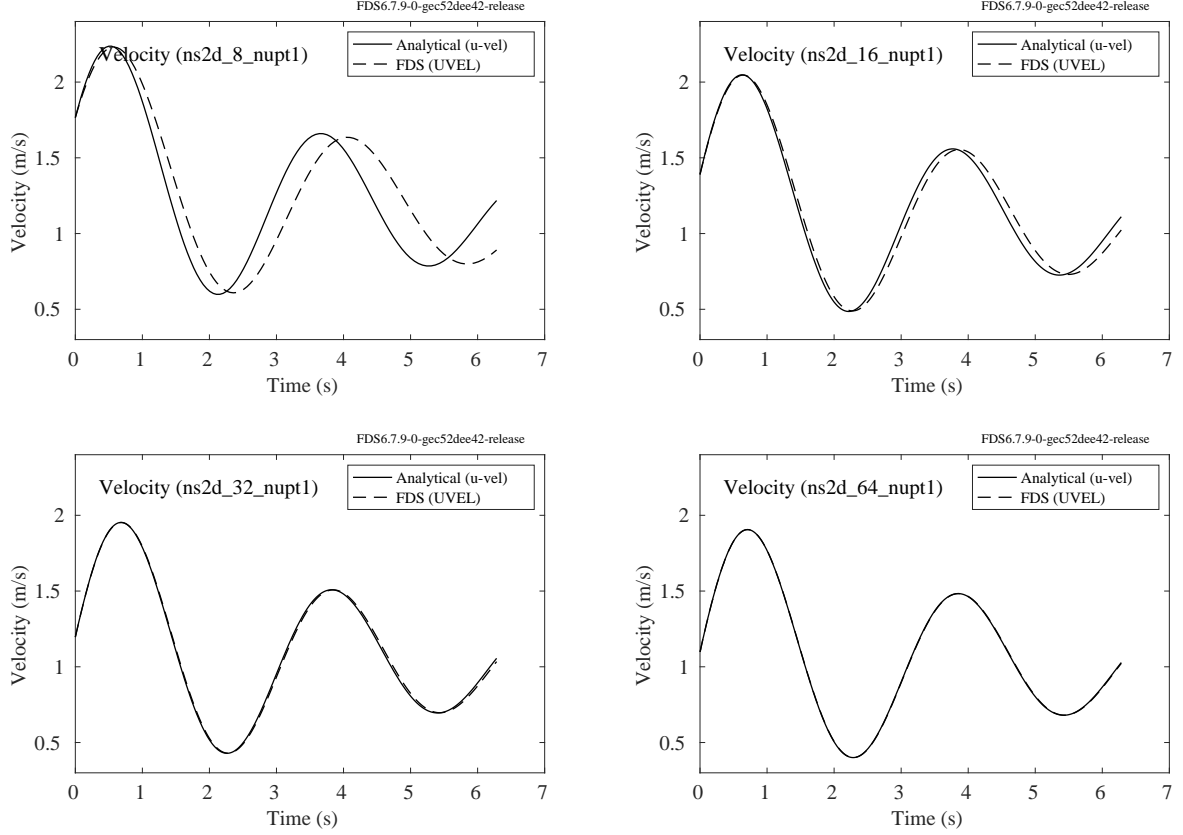 FDS6.7.9-0-gec52dee42-release
Velocity (ns2d_8_nupt1)
Analytical (u-vel)
FDS (UVEL)
2
1.5
1
0.5
Velocity (m/s)
0 1 2 3 4 5 6 7
Time (s)
FDS6.7.9-0-gec52dee42-release
Velocity (ns2d_16_nupt1)
Analytical (u-vel)
FDS (UVEL)
2
1.5
1
0.5
Velocity (m/s)
0 1 2 3 4 5 6 7
Time (s)
FDS6.7.9-0-gec52dee42-release
Velocity (ns2d_32_nupt1)
Analytical (u-vel)
FDS (UVEL)
2
1.5
1
0.5
Velocity (m/s)
0 1 2 3 4 5 6 7
Time (s)
FDS6.7.9-0-gec52dee42-release
Velocity (ns2d_64_nupt1)
Analytical (u-vel)
FDS (UVEL)
2
1.5
1
0.5
Velocity (m/s)
0 1 2 3 4 5 6 7
Time (s)